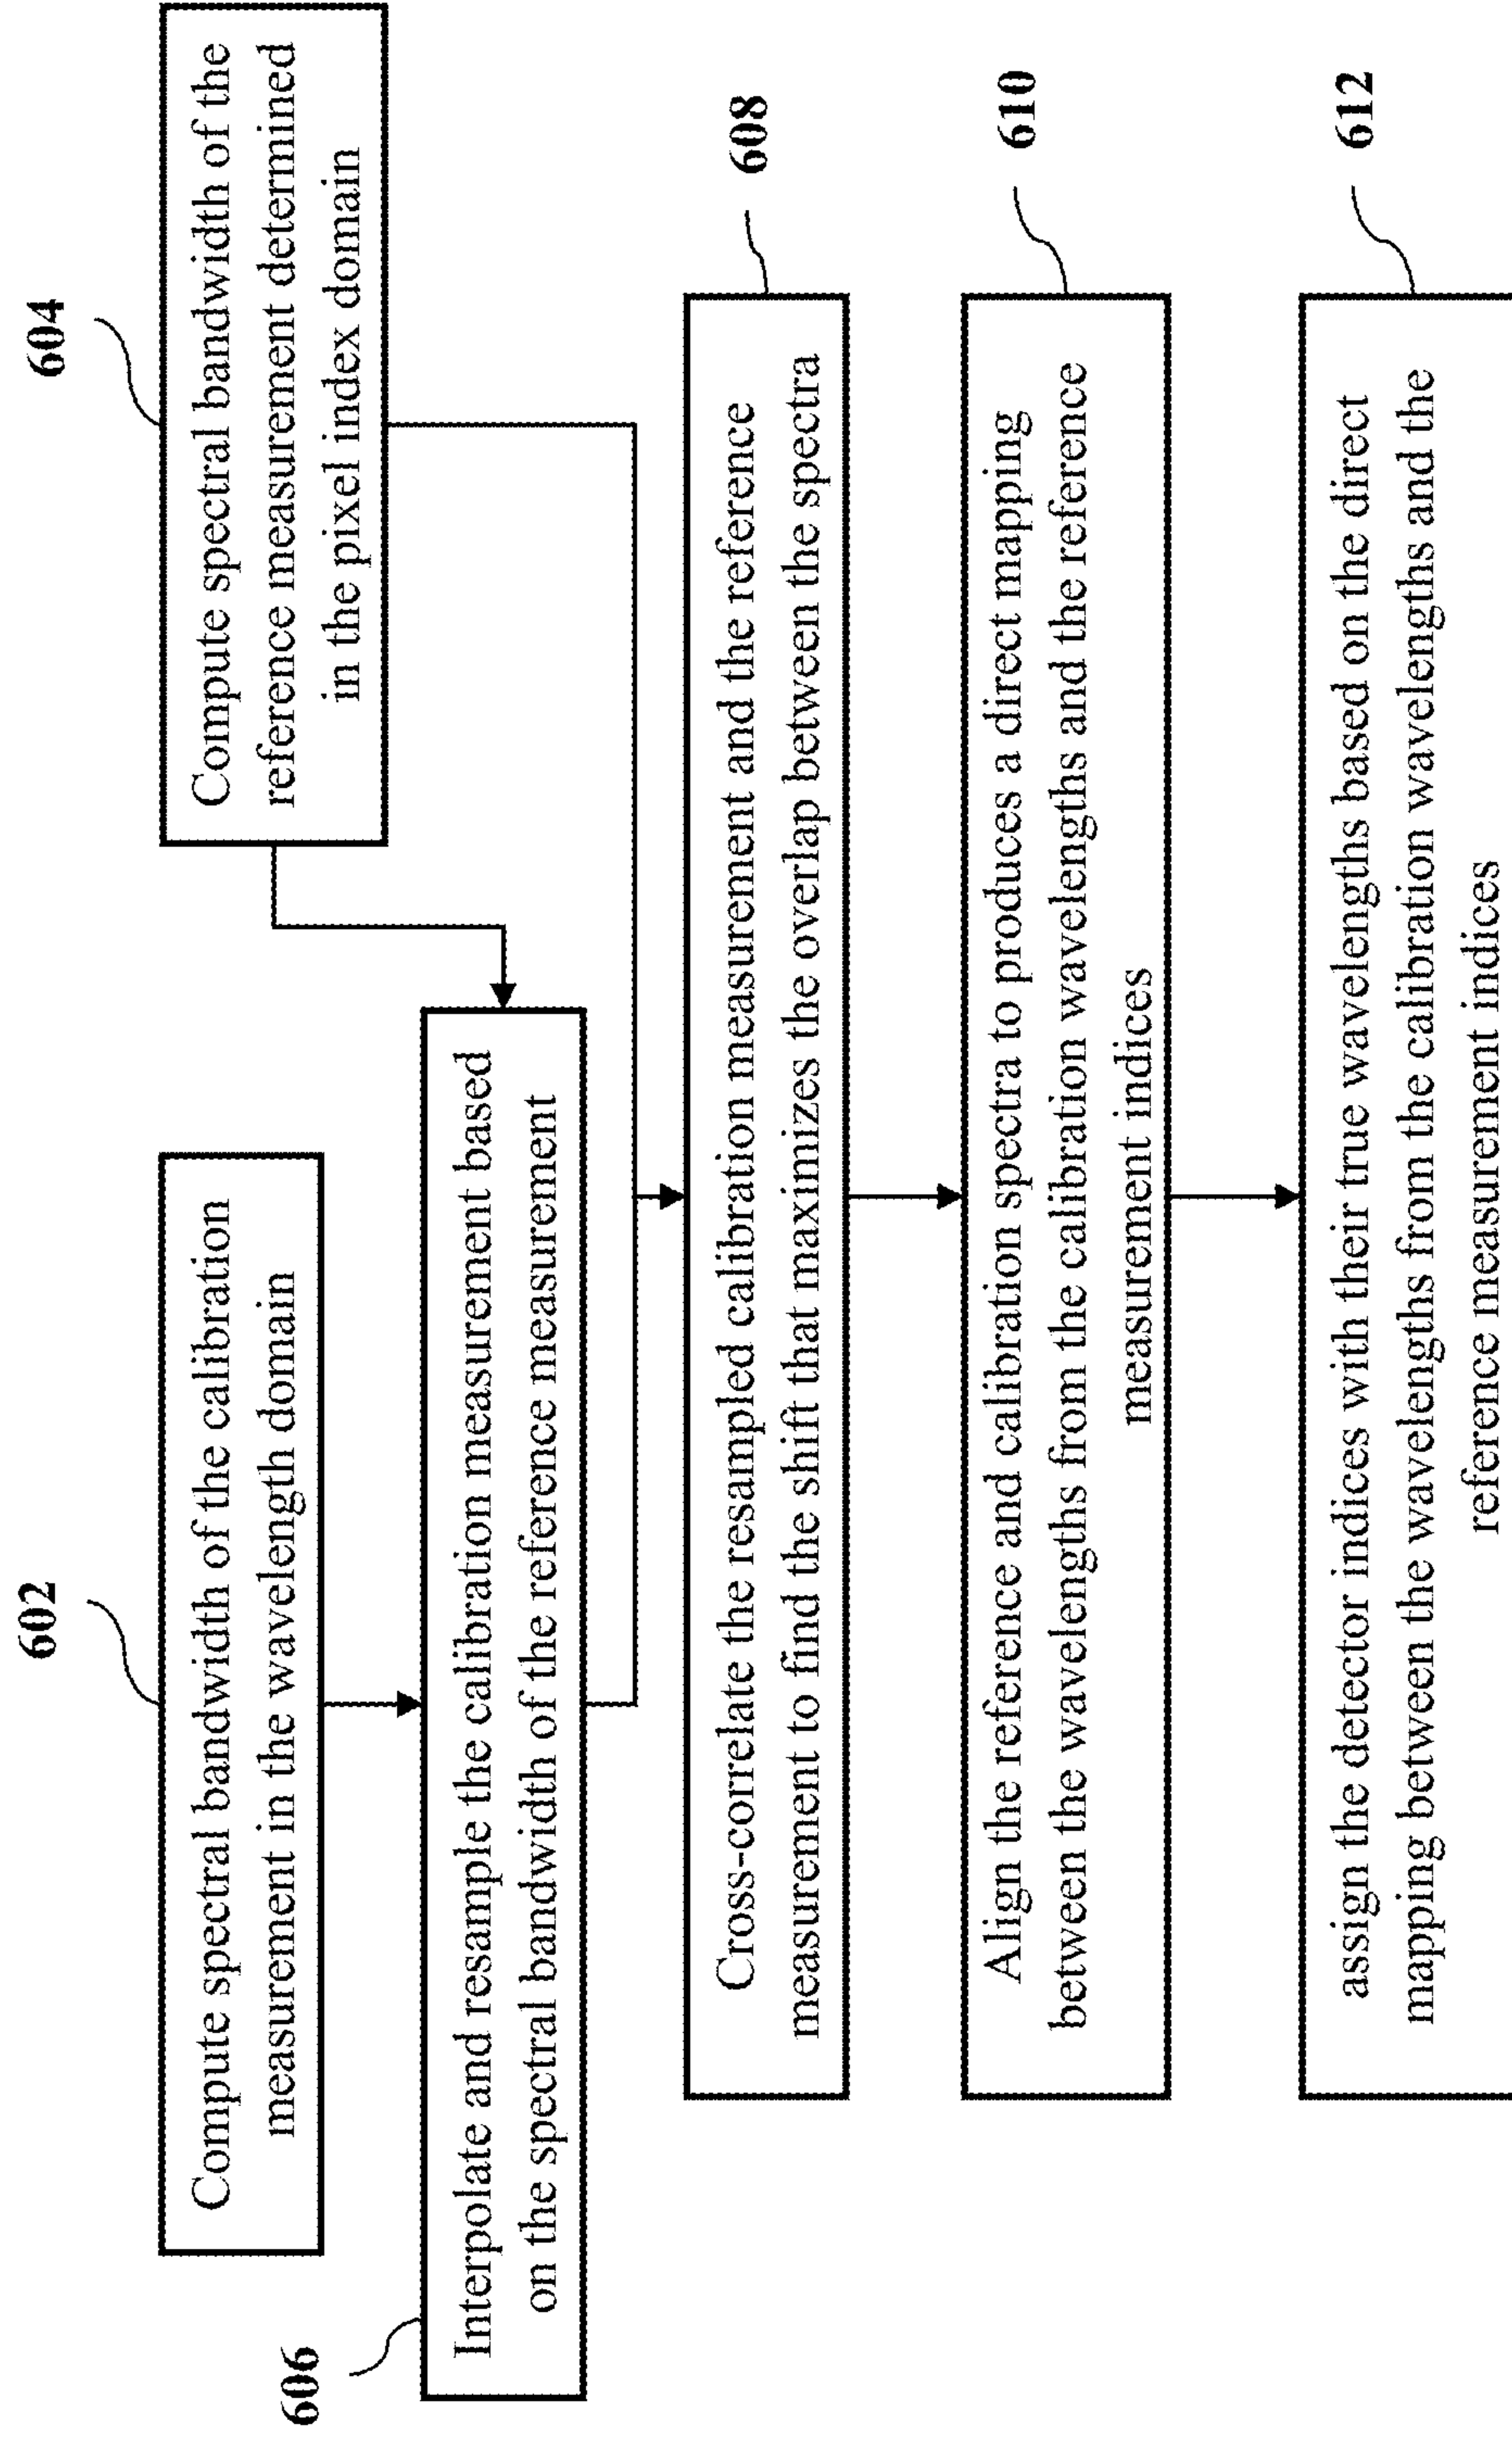 602
Compute spectral bandwidth of the calibration
measurement in the wavelength domain
604
Compute spectral bandwidth of the
reference measurement determined
in the pixel index domain
606
Interpolate and resample the calibration measurement based
on the spectral bandwidth of the reference measurement
608
Cross-correlate the resampled calibration measurement and the reference
measurement to find the shift that maximizes the overlap between the spectra
610
Align the reference and calibration spectra to produces a direct mapping
between the wavelengths from the calibration wavelengths and the reference
measurement indices
612
assign the detector indices with their true wavelengths based on the direct
mapping between the wavelengths from the calibration wavelengths and the
reference measurement indices